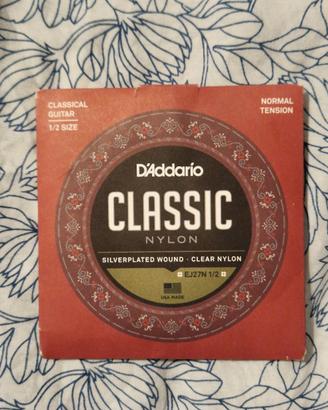 CLASSICAL
GUITAR
1/2 SIZE
NORMAL
TENSION
D'Addario
CLASSIC
NYLON
SILVERPLATED WOUND · CLEAR NYLON
EJ27N 1/2
USA MADE